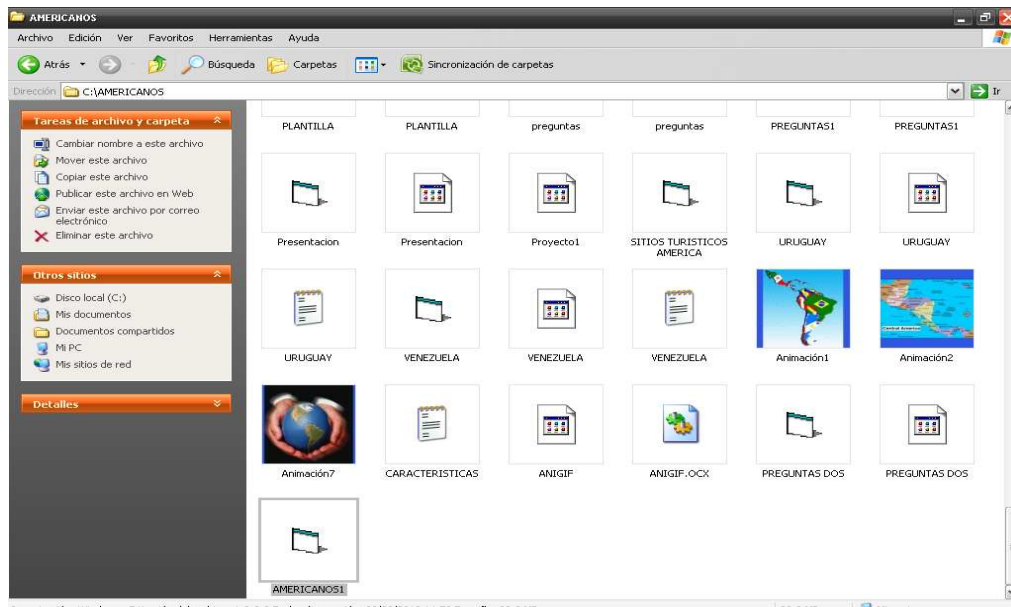 AMERICANOS
Archivo Edición Ver Favoritos Herramientas Ayuda
Atrás Búsqueda Carpetas Sincronización de carpetas
Dirección C:\AMERICANOS Ir
Tareas de archivo y carpeta
Cambiar nombre a este archivo
Mover este archivo
Copiar este archivo
Publicar este archivo en Web
Enviar este archivo por correo
electrónico
Eliminar este archivo
Otros sitios
Disco local (C:)
Mis documentos
Documentos compartidos
Mi PC
Mis sitios de red
Detalles
PLANTILLA PLANTILLA preguntas preguntas PREGUNTAS1 PREGUNTAS1
Presentacion Presentacion Proyecto1 SITIOS TURISTICOS URUGUAY URUGUAY
AMERICA
URUGUAY VENEZUELA VENEZUELA VENEZUELA Animación1 Animación2
Animación7 CARACTERISTICAS ANIGIF ANIGIF.OCX PREGUNTAS DOS PREGUNTAS DOS
AMERICANOS1